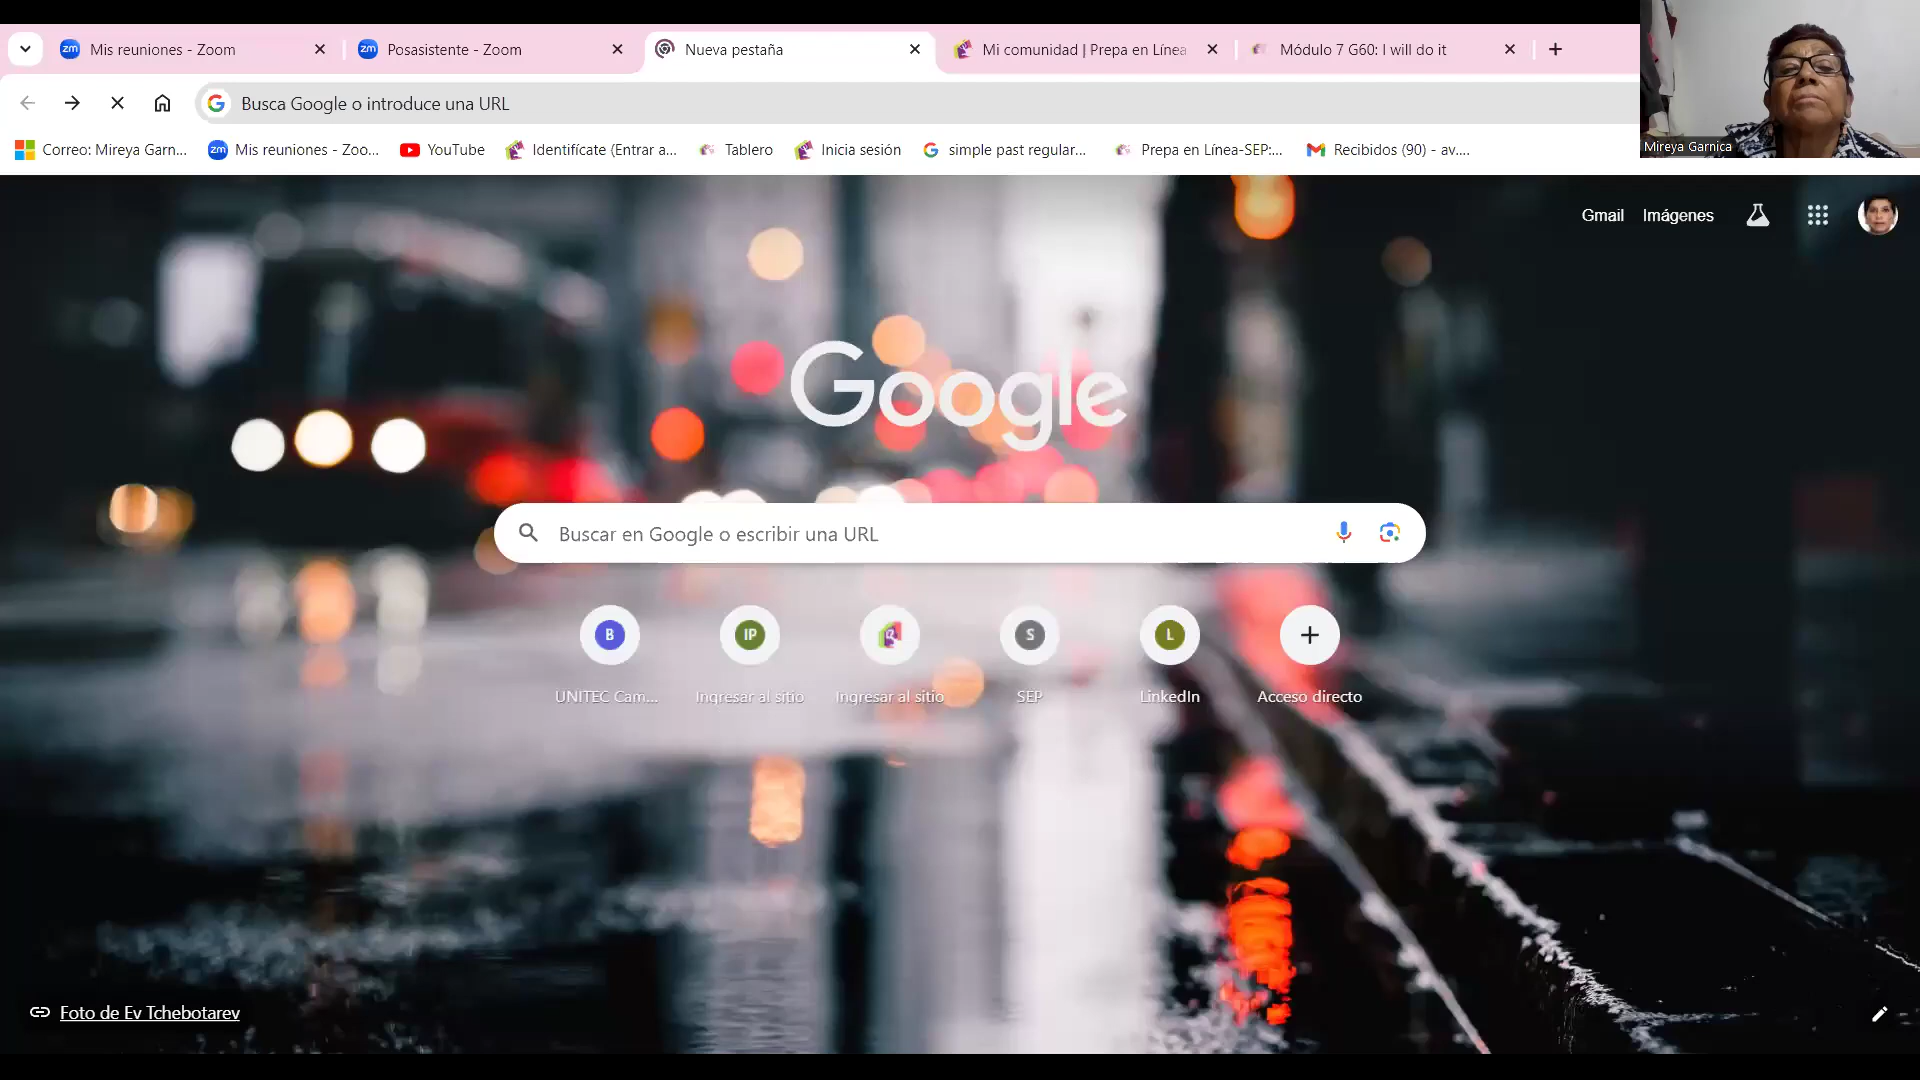 Mis reuniones - Zoom
Posasistente - Zoom
Nueva pestaña
Mi comunidad | Prepa en Línea
Módulo 7 G60: I will do it
Busca Google o introduce una URL
Correo: Mireya Garn...
Mis reuniones - Zoo...
YouTube
Identifícate (Entrar a...
Tablero
Inicia sesión
simple past regular...
Prepa en Línea-SEP:...
Recibidos (90) - av....
Mireya Garnica
Gmail
Imágenes
Google
Buscar en Google o escribir una URL
B
IP
S
L
UNITEC Cam...
Ingresar al sitio
Ingresar al sitio
SEP
LinkedIn
Acceso directo
Foto de Ev Tchebotarev